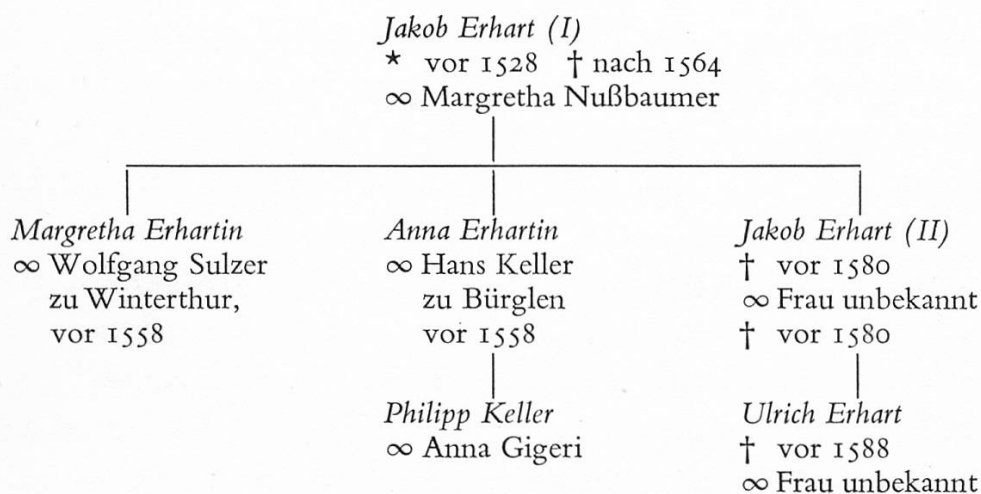 Jakob Erhart (I)
* vor 1528 † nach 1564
∞ Margretha Nußbaumer
Margretha Erhartin
∞ Wolfgang Sulzer
zu Winterthur,
vor 1558
Anna Erhartin
∞ Hans Keller
zu Bürglen
vor 1558
Philipp Keller
∞ Anna Gigeri
Jakob Erhart (II)
† vor 1580
∞ Frau unbekannt
† vor 1580
Ulrich Erhart
† vor 1588
∞ Frau unbekannt